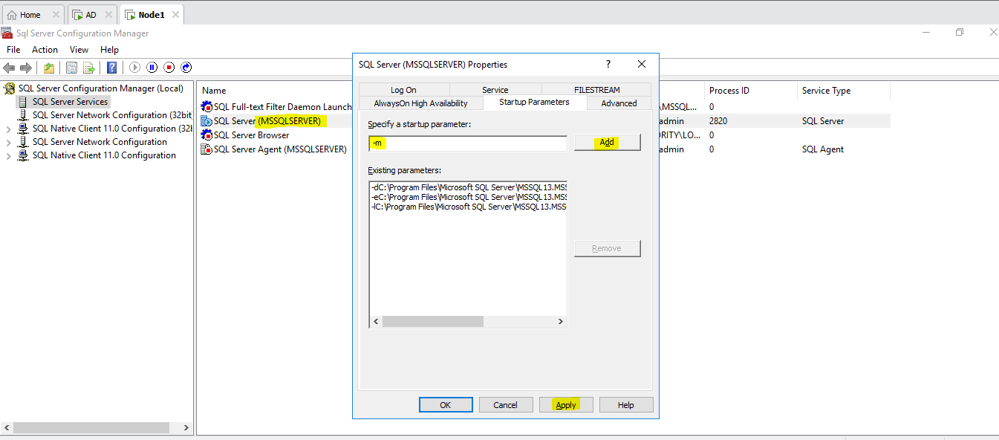 Home AD Node1
Sql Server Configuration Manager
File Action View Help
SQL Server Configuration Manager (Local)
SQL Server Services
SQL Server Network Configuration (32bit
SQL Native Client 11.0 Configuration (32
SQL Server Network Configuration
SQL Native Client 11.0 Configuration
Name Process ID Service Type
SQL Full-text Filter Daemon Launch \MSSQL... 0
SQL Server (MSSQLSERVER) admin 2820 SQL Server
SQL Server Browser ORITY\LO... 0
SQL Server Agent (MSSQLSERVER) admin 0 SQL Agent
SQL Server (MSSQLSERVER) Properties ?
Log On Service FILESTREAM
AlwaysOn High Availability Startup Parameters Advanced
Specify a startup parameter:
-m Add
Existing parameters:
-dC:\Program Files\Microsoft SQL Server\MSSQL13.MSS
-eC:\Program Files\Microsoft SQL Server\MSSQL13.MSS
-lC:\Program Files\Microsoft SQL Server\MSSQL13.MSS
Remove
OK Cancel Apply Help